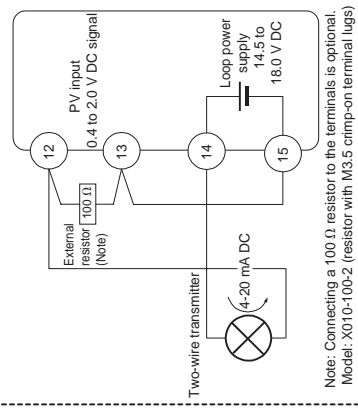 PV input
0.4 to 2.0 V DC signal
Loop power
supply
14.5 to
18.0 V DC
12
13
14
15
External
resistor
(Note)
100 Ω
4-20 mA DC
Two-wire transmitter
Note: Connecting a 100 Ω resistor to the terminals is optional.
Model: X010-100-2 (resistor with M3.5 crimp-on terminal lugs)